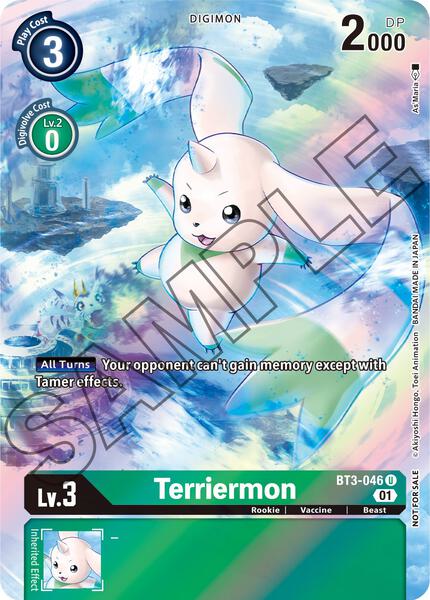 DIGIMON
Play Cost
3
DP
2000
Digivolve Cost
Lv.2
0
As'Maria
SAMPLE
All Turns Your opponent can't gain memory except with
Tamer effects.
©Akiyoshi Hongo, Toei Animation BANDAI MADE IN JAPAN
NOT FOR SALE
Lv.3
Terriermon
BT3-046 U
01
Rookie | Vaccine | Beast
Inherited Effect
-